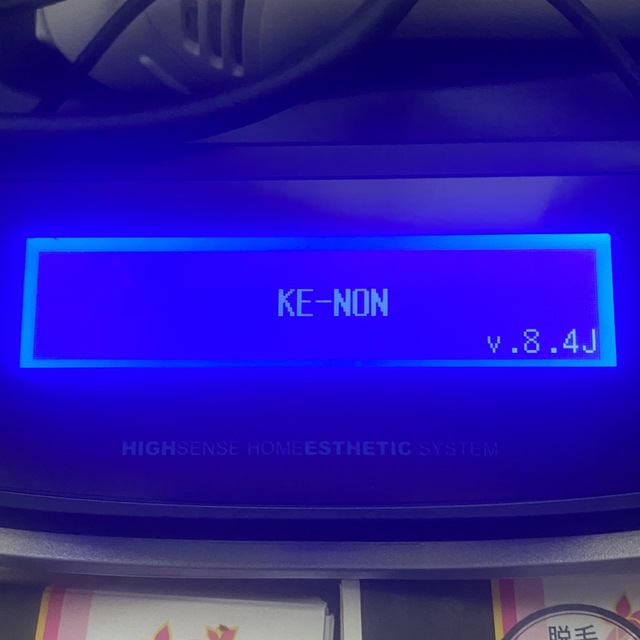 KE-NON
v.8.4J
HIGHSENSE HOMEESTHETIC SYSTEM
脱毛